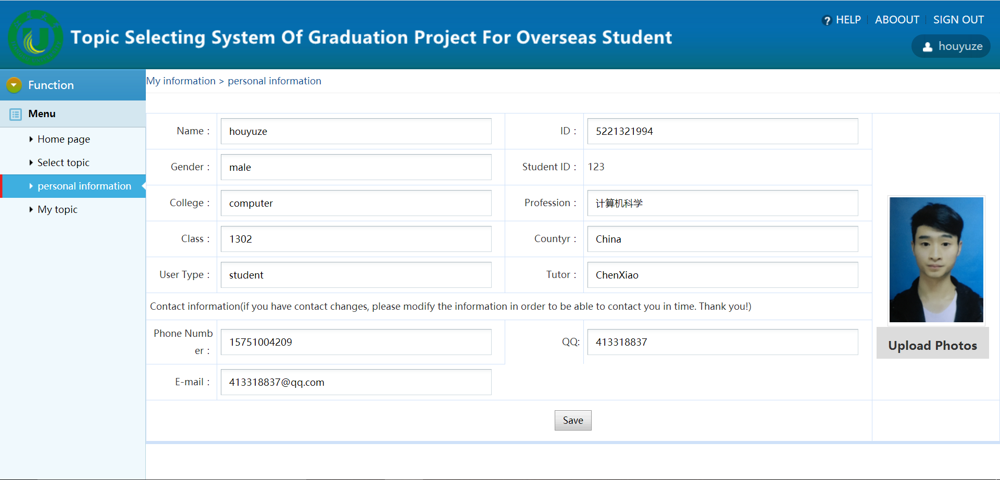 Topic Selecting System Of Graduation Project For Overseas Student
? HELP ABOOUT SIGN OUT
houyuze
Function
Menu
Home page
Select topic
personal information
My topic
My information > personal information
Name : houyuze ID : 5221321994
Gender : male Student ID : 123
College : computer Profession : 计算机科学
Class : 1302 Countyr : China
User Type : student Tutor : ChenXiao
Contact information(if you have contact changes, please modify the information in order to be able to contact you in time. Thank you!)
Phone Numb
er : 15751004209 QQ: 413318837
E-mail : 413318837@qq.com
Upload Photos
Save